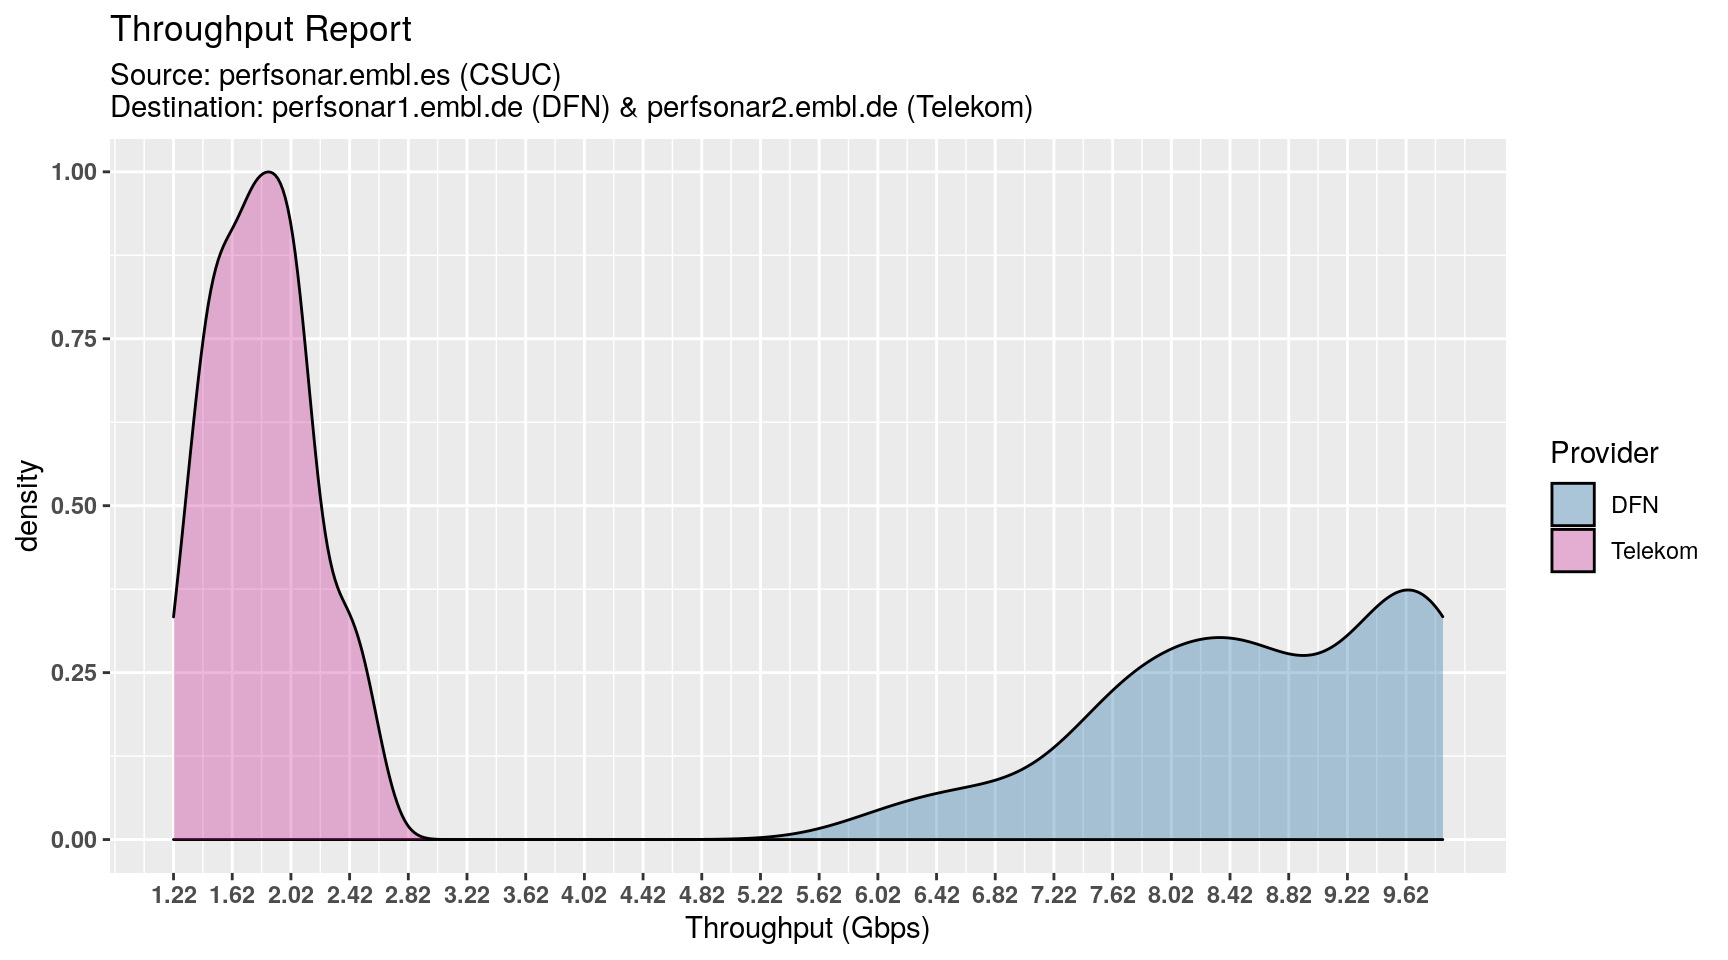 Throughput Report
Source: perfsonar.embl.es (CSUC)
Destination: perfsonar1.embl.de (DFN) & perfsonar2.embl.de (Telekom)
1.00
0.75
0.50
0.25
0.00
density
1.22 1.62 2.02 2.42 2.82 3.22 3.62 4.02 4.42 4.82 5.22 5.62 6.02 6.42 6.82 7.22 7.62 8.02 8.42 8.82 9.22 9.62
Throughput (Gbps)
Provider
DFN
Telekom